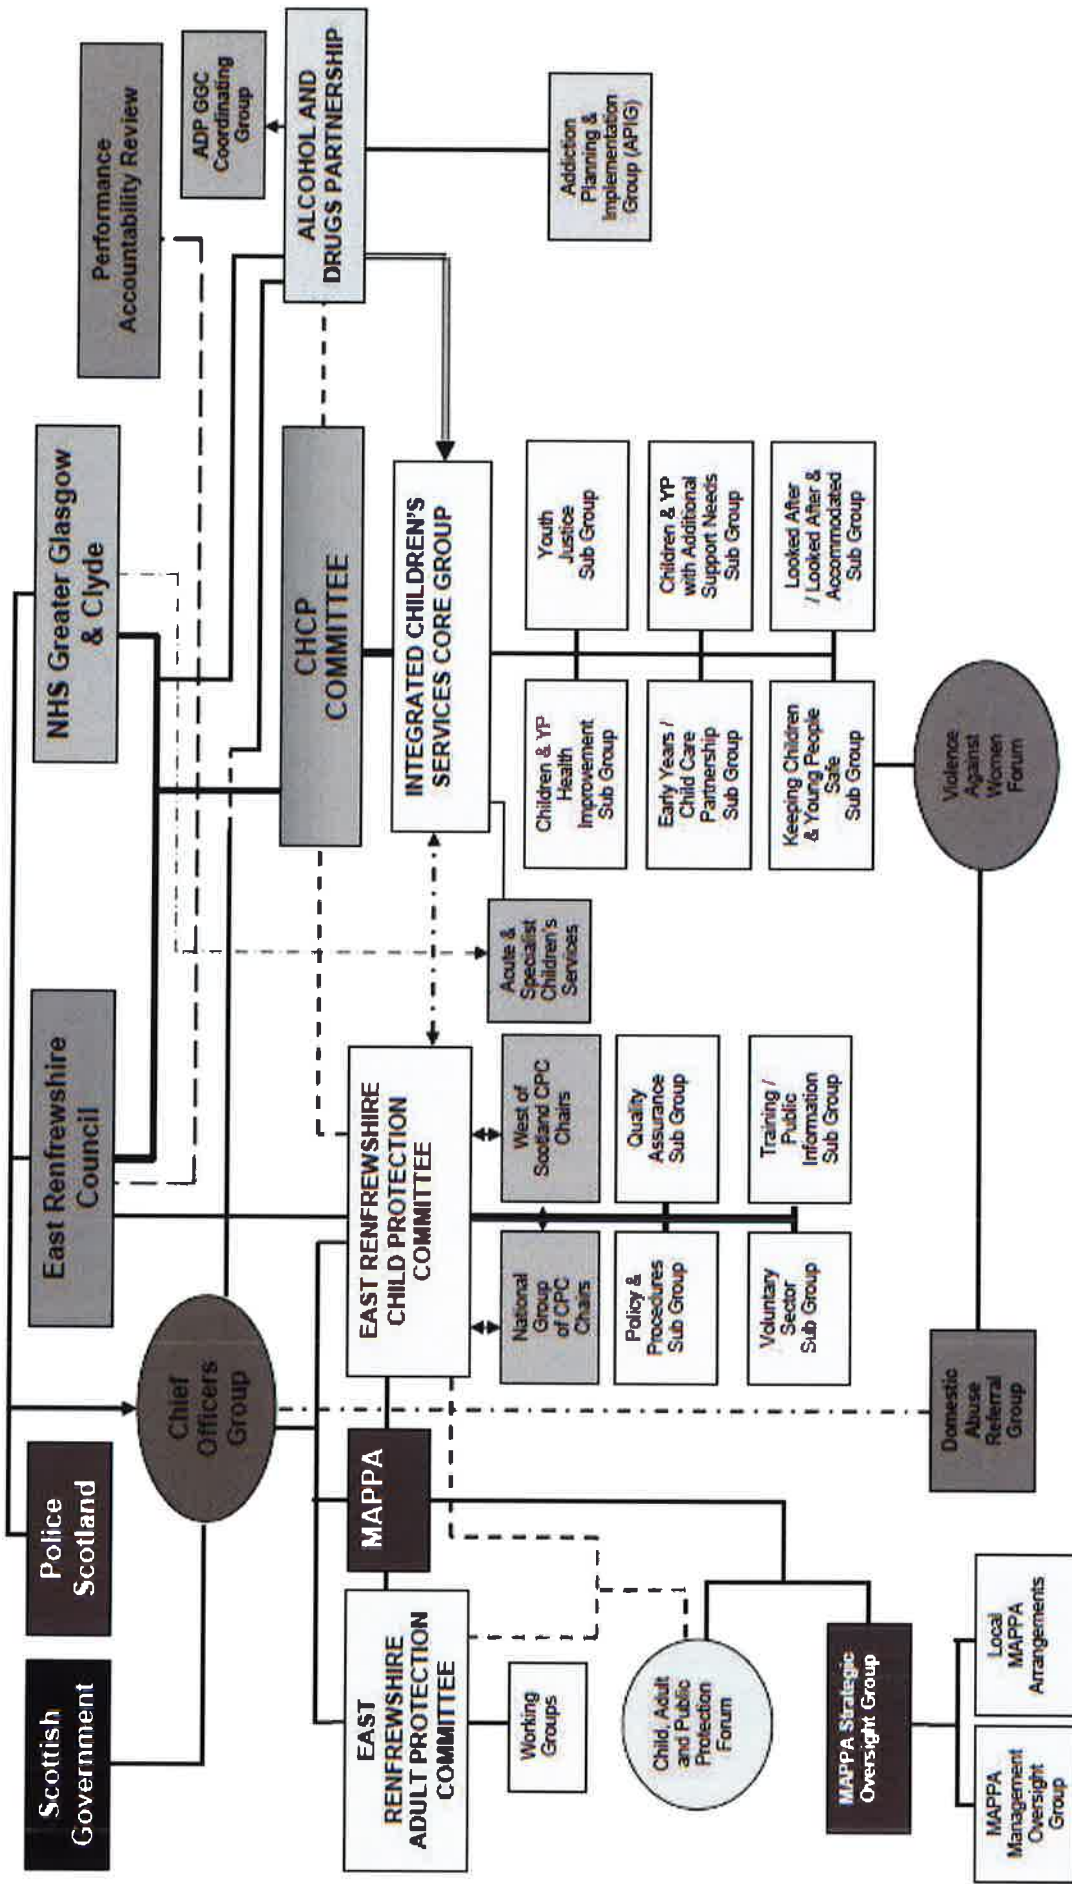 Scottish
Government
Police
Scotland
East Renfrewshire
Council
NHS Greater Glasgow
& Clyde
Performance
Accountability Review
Chief
Officers
Group
ADP GGC
Coordinating
Group
EAST
RENFREWSHIRE
ADULT PROTECTION
COMMITTEE
MAPPA
EAST RENFREWSHIRE
CHILD PROTECTION
COMMITTEE
CHCP
COMMITTEE
ALCOHOL AND
DRUGS PARTNERSHIP
INTEGRATED CHILDREN'S
SERVICES CORE GROUP
Working
Groups
National
Group
of CPC
Chairs
West of
Scotland CPC
Chairs
Acute &
Specialist
Children's
Services
Children & YP
Health
Improvement
Sub Group
Youth
Justice
Sub Group
Addiction
Planning &
Implementation
Group (APIG)
Child, Adult
and Public
Protection
Forum
Policy &
Procedures
Sub Group
Quality
Assurance
Sub Group
Early Years /
Child Care
Partnership
Sub Group
Children & YP
with Additional
Support Needs
Sub Group
Voluntary
Sector
Sub Group
Training /
Public
Information
Sub Group
Keeping Children
& Young People
Safe
Sub Group
Looked After
/ Looked After &
Accommodated
Sub Group
MAPPA Strategic
Oversight Group
Domestic
Abuse
Referral
Group
Violence
Against
Women
Forum
MAPPA
Management
Oversight
Group
Local
MAPPA
Arrangements